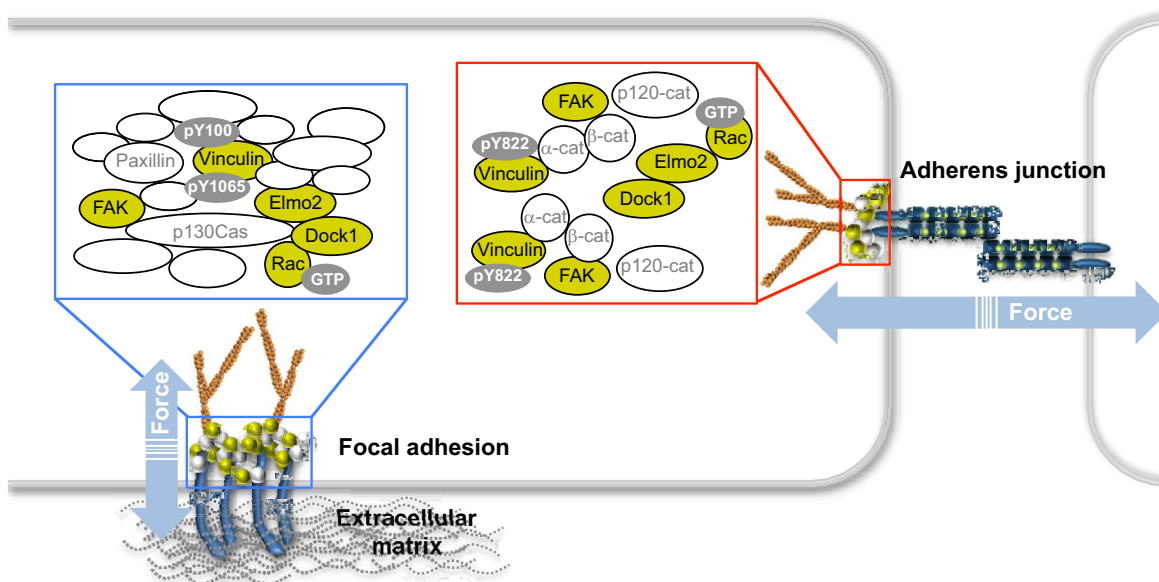 pY100
Paxillin
Vinculin
pY1065
FAK
Elmo2
p130Cas
Dock1
Rac
GTP
FAK
p120-cat
GTP
pY822
α-cat
β-cat
Rac
Vinculin
Elmo2
Dock1
α-cat
Vinculin
β-cat
pY822
FAK
p120-cat
Adherens junction
Force
Force
Focal adhesion
Extracellular
matrix